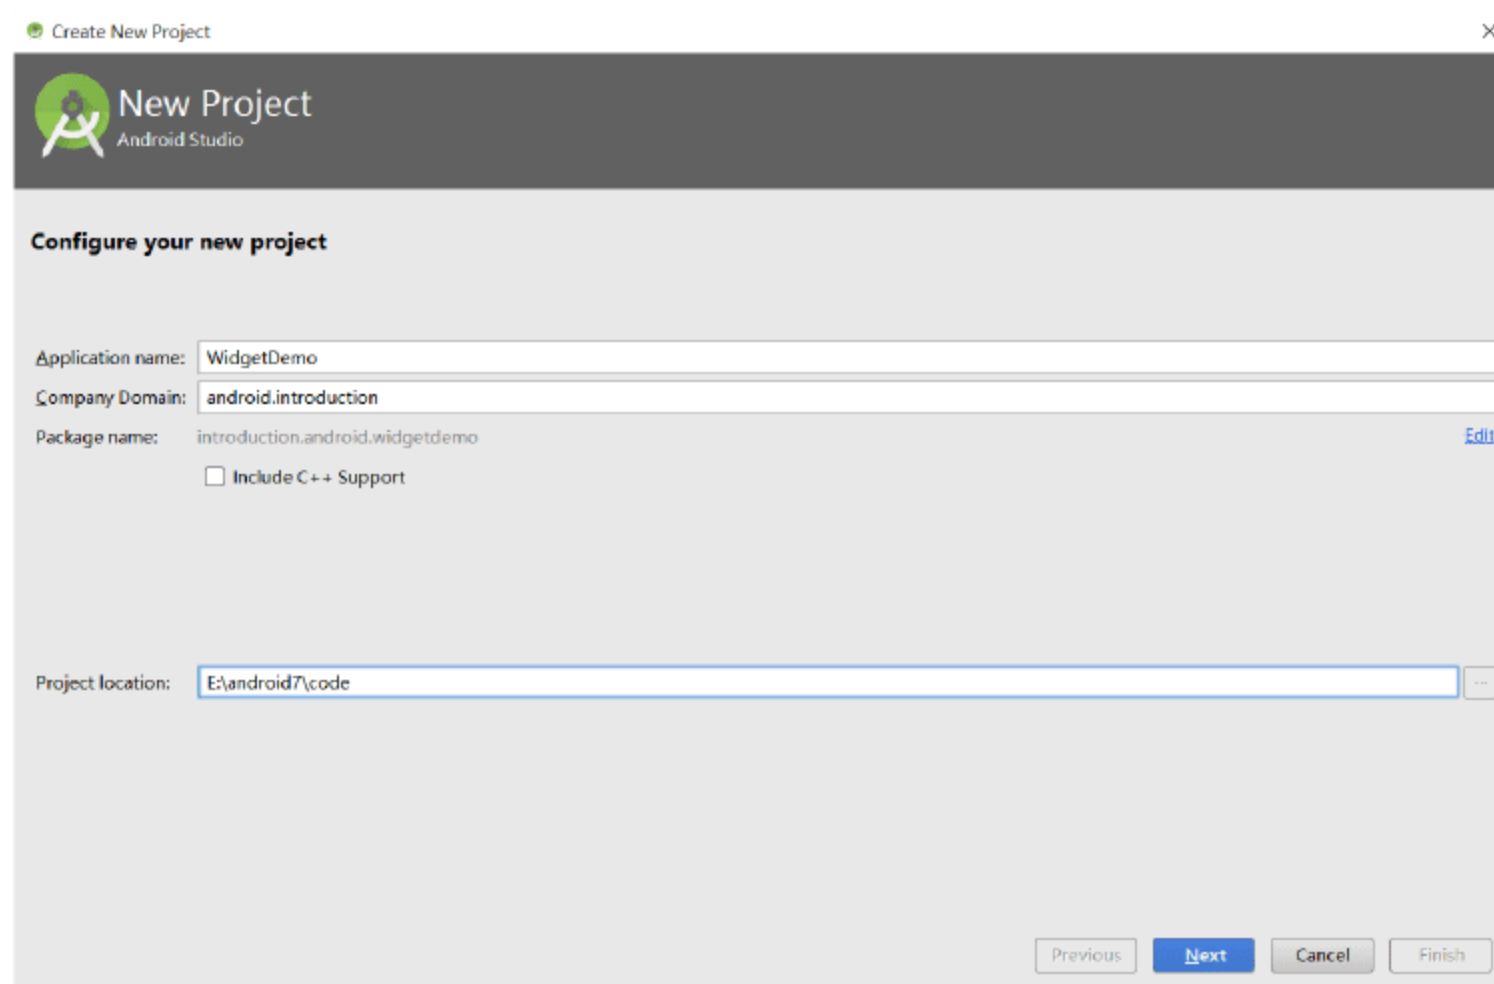 Create New Project
New Project
Android Studio
Configure your new project
Application name: WidgetDemo
Company Domain: android.introduction
Package name: introduction.android.widgetdemo Edit
Include C++ Support
Project location: E:\android7\code ...
Previous Next Cancel Finish